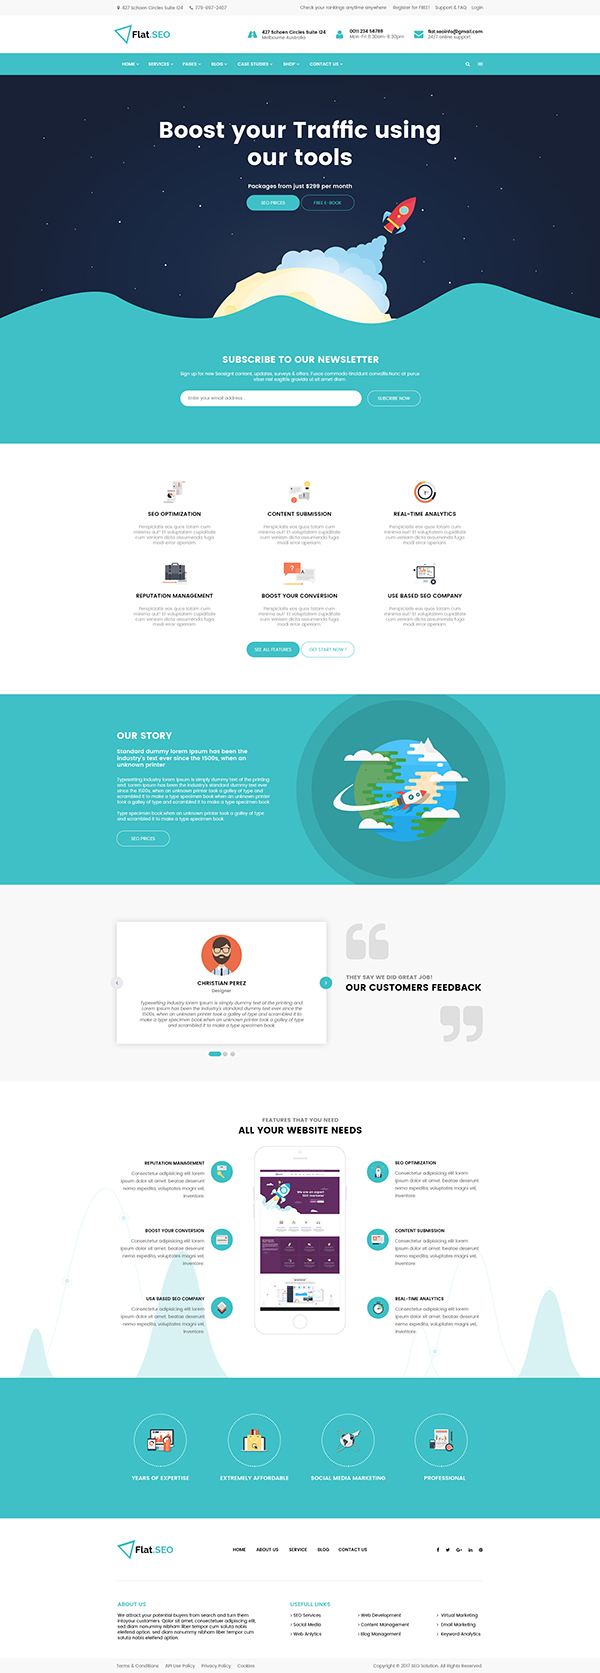 427 Schoen Circles Suite 124 779-697-2407 Check your rankings anytime anywhere Register for FREE! Support & FAQ Login
Flat.SEO
427 Schoen Circles Suite 124
Melbourne Australia
0011 234 56789
Mon-Fri 8:30am-6:30pm
flat.seoinfo@gmail.com
24/7 online support
HOME SERVICES PAGES BLOG CASE STUDIES SHOP CONTACT US
Boost your Traffic using
our tools
Packages from just $299 per month
SEO PRICES FREE E-BOOK
SUBSCRIBE TO OUR NEWSLETTER
Sign up for new Seosignt content, updates, surveys & offers. Fusce commodo tincidunt convallis Nunc at purus
vitae nisl sagittis gravida ut sit amet diam.
Enter your email address SUBCRIBE NOW
SEO OPTIMIZATION
Perspiciatis eos quos totam cum
minima aut! Et voluptatem cupiditate
cum veniam dicta assumenda fuga
modi error aperiam.
CONTENT SUBMISSION
Perspiciatis eos quos totam cum
minima aut! Et voluptatem cupiditate
cum veniam dicta assumenda fuga
modi error aperiam.
REAL-TIME ANALYTICS
Perspiciatis eos quos totam cum
minima aut! Et voluptatem cupiditate
cum veniam dicta assumenda fuga
modi error aperiam.
REPUTATION MANAGEMENT
Perspiciatis eos quos totam cum
minima aut! Et voluptatem cupiditate
cum veniam dicta assumenda fuga
modi error aperiam.
BOOST YOUR CONVERSION
Perspiciatis eos quos totam cum
minima aut! Et voluptatem cupiditate
cum veniam dicta assumenda fuga
modi error aperiam.
USE BASED SEO COMPANY
Perspiciatis eos quos totam cum
minima aut! Et voluptatem cupiditate
cum veniam dicta assumenda fuga
modi error aperiam.
SEE ALL FEATURES GET START NOW !
OUR STORY
Standard dummy lorem Ipsum has been the
industry's text ever since the 1500s, when an
unknown printer
Typesetting industry lorem Ipsum is simply dummy text of the printing
and. Lorem Ipsum has been the industry's standard dummy text ever
since the 1500s, when an unknown printer took a galley of type and
scrambled it to make a type specimen book.when an unknown printer
took a galley of type and scrambled it to make a type specimen book
Type specimen book.when an unknown printer took a galley of type
and scrambled it to make a type specimen book.
SEO PRICES
CHRISTIAN PEREZ
Designer
Typesetting industry lorem Ipsum is simply dummy text of the printing and
Lorem Ipsum has been the industry's standard dummy text ever since the
1500s, when an unknown printer took a galley of type and scrambled it to
make a type specimen book.when an unknown printer took a galley of type
and scrambled it to make a type specimen book
THEY SAY WE DID GREAT JOB!
OUR CUSTOMERS FEEDBACK
FEATURES THAT YOU NEED
ALL YOUR WEBSITE NEEDS
REPUTATION MANAGEMENT
Consectetur adipisicing elit lorem
ipsum dolor sit amet, beatae deserunt
nemo expedita, voluptates magni vel,
inventore.
BOOST YOUR CONVERSION
Consectetur adipisicing elit lorem
ipsum dolor sit amet, beatae deserunt
nemo expedita, voluptates magni vel,
inventore.
USA BASED SEO COMPANY
Consectetur adipisicing elit lorem
ipsum dolor sit amet, beatae deserunt
nemo expedita, voluptates magni vel,
inventore.
SEO OPTIMIZATION
Consectetur adipisicing elit lorem
ipsum dolor sit amet, beatae deserunt
nemo expedita, voluptates magni vel,
inventore.
CONTENT SUBMISSION
Consectetur adipisicing elit lorem
ipsum dolor sit amet, beatae deserunt
nemo expedita, voluptates magni vel,
inventore.
REAL-TIME ANALYTICS
Consectetur adipisicing elit lorem
ipsum dolor sit amet, beatae deserunt
nemo expedita, voluptates magni vel,
inventore.
YEARS OF EXPERTISE EXTREMELY AFFORDABLE SOCIAL MEDIA MARKETING PROFESSIONAL
Flat.SEO HOME ABOUT US SERVICE BLOG CONTACT US
ABOUT US
We attract your potential buyers from search and turn them
intoyour customers. Qolor sit amet, consectetuer adipiscing elit,
sed diam nonummy nibham liber tempor cum soluta nobis
eleifend option. sed diam nonummy nibham liber tempor cum
soluta nobis eleifend option.
USEFULL LINKS
SEO Services Web Development Virtual Marketing
Social Media Content Management Email Marketing
Web Anlytics Blog Management Keyword Analytics
Terms & Conditions API Use Policy Privacy Policy Cookies Copyright © 2017 SEO Solution. All Rights Reserved.